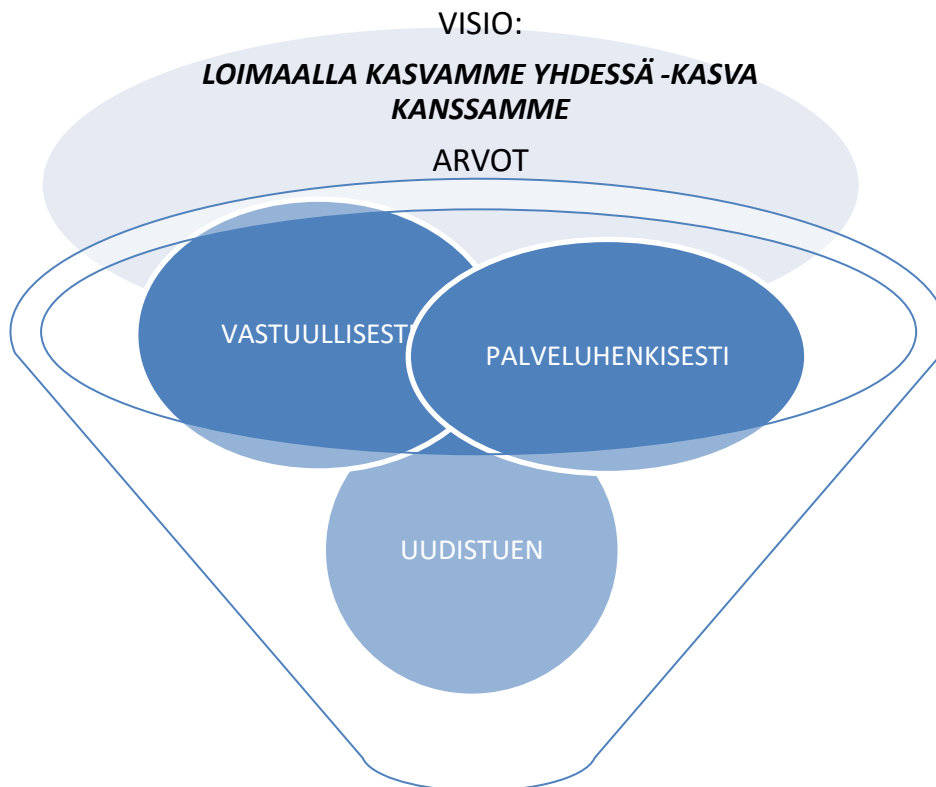 VISIO:
LOIMAALLA KASVAMME YHDESSÄ -KASVA
KANSSAMME
ARVOT
VASTUULLISESTI
PALVELUHENKISESTI
UUDISTUEN